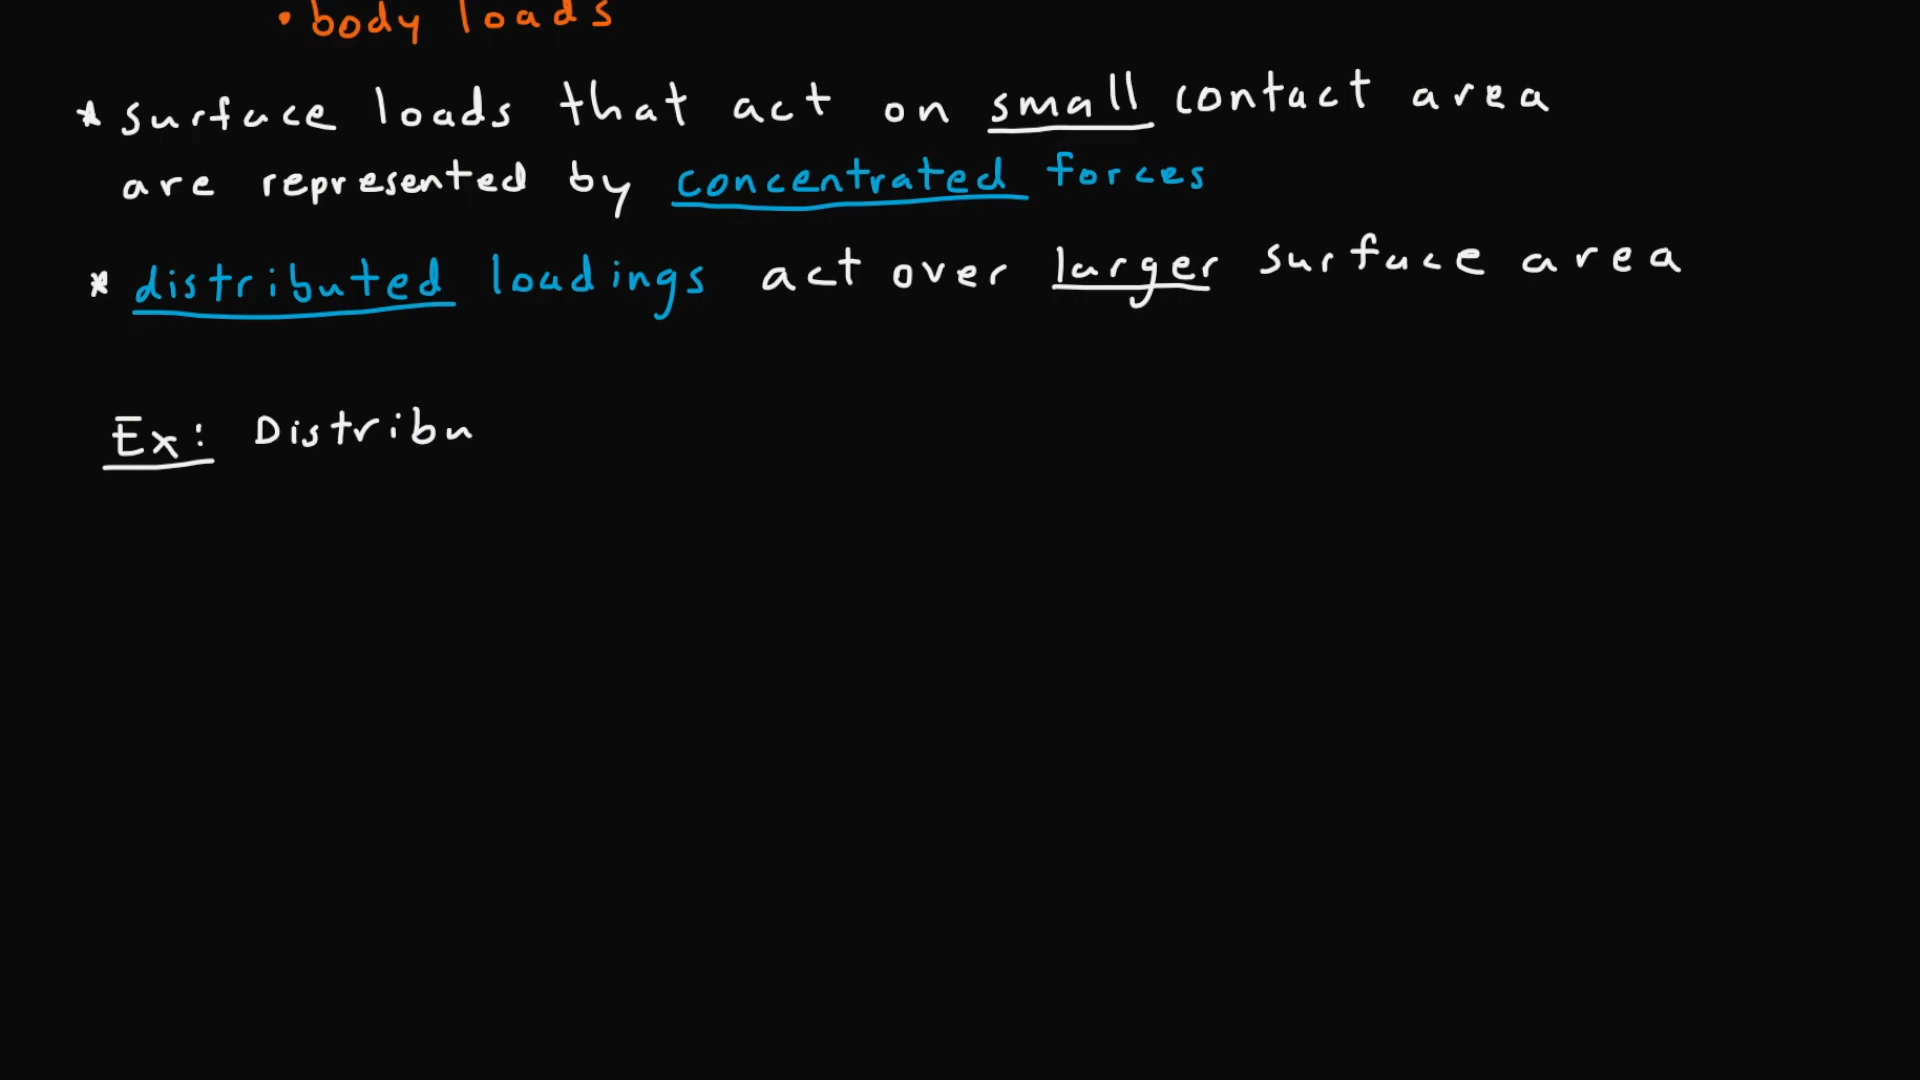 • body loads
* surface loads that act on small contact area
are represented by concentrated forces
* distributed loadings act over larger surface area
Ex: Distribu